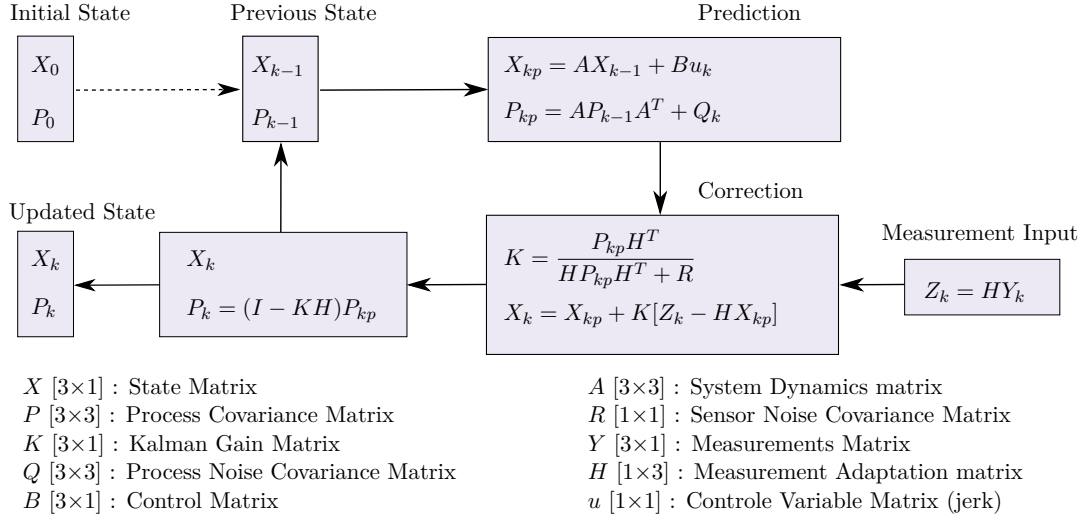 Initial State
Previous State
Prediction
X_0
P_0
X_{k−1}
P_{k−1}
X_{kp} = AX_{k−1} + Bu_k
P_{kp} = AP_{k−1}A^T + Q_k
Correction
Updated State
X_k
P_k
X_k
P_k = (I − KH)P_{kp}
K = \frac{P_{kp}H^T}{HP_{kp}H^T + R}
X_k = X_{kp} + K[Z_k − HX_{kp}]
Measurement Input
Z_k = HY_k
X [3×1] : State Matrix
P [3×3] : Process Covariance Matrix
K [3×1] : Kalman Gain Matrix
Q [3×3] : Process Noise Covariance Matrix
B [3×1] : Control Matrix
A [3×3] : System Dynamics matrix
R [1×1] : Sensor Noise Covariance Matrix
Y [3×1] : Measurements Matrix
H [1×3] : Measurement Adaptation matrix
u [1×1] : Controle Variable Matrix (jerk)